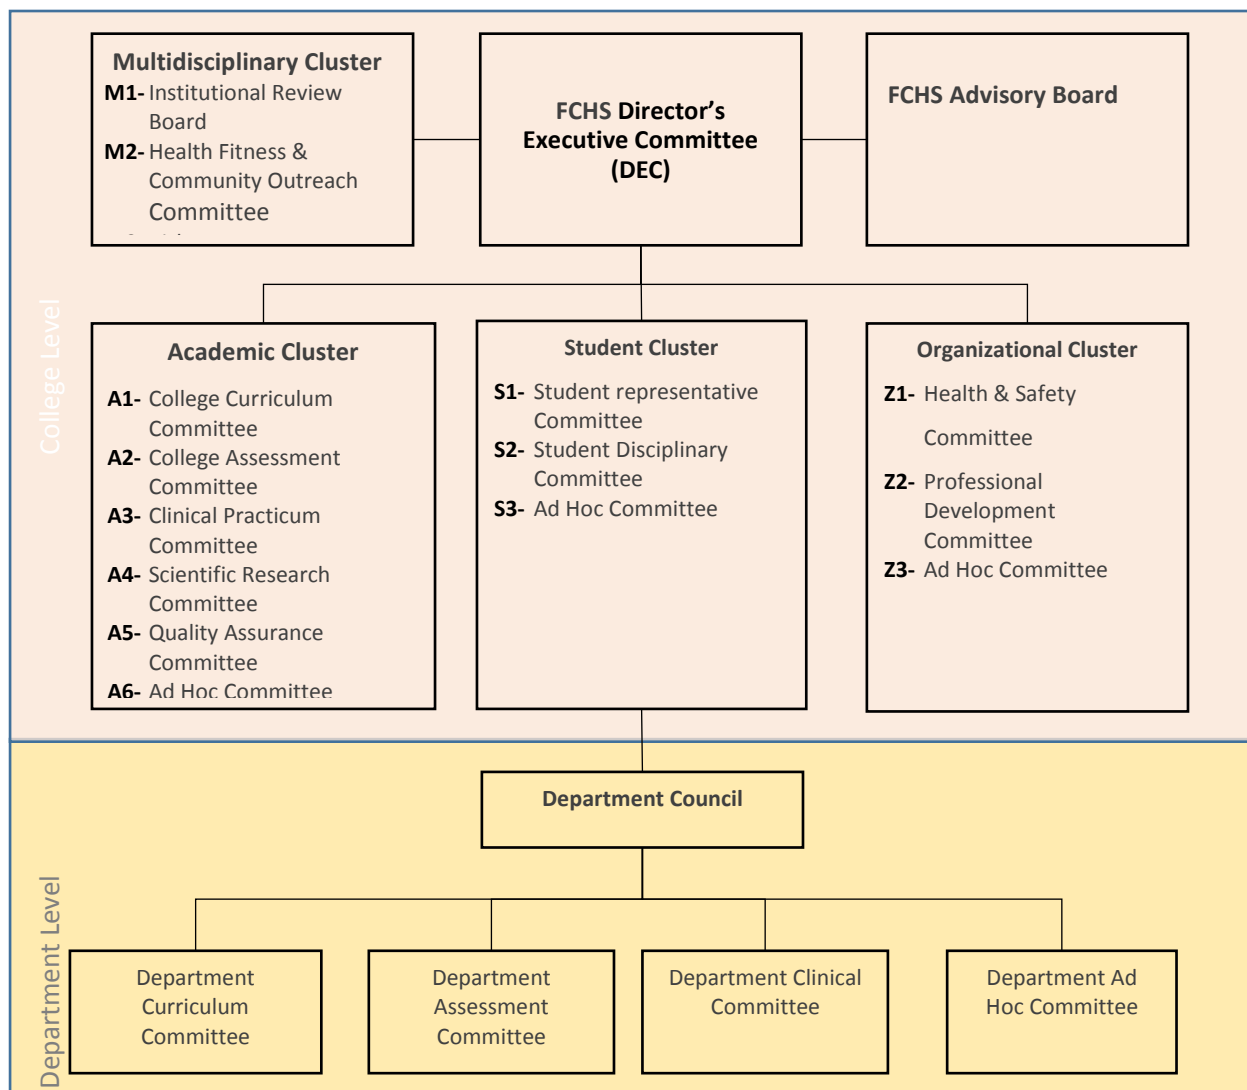 Multidisciplinary Cluster
M1- Institutional Review
Board
M2- Health Fitness &
Community Outreach
Committee
FCHS Director’s
Executive Committee
(DEC)
FCHS Advisory Board
College Level
Academic Cluster
A1- College Curriculum
Committee
A2- College Assessment
Committee
A3- Clinical Practicum
Committee
A4- Scientific Research
Committee
A5- Quality Assurance
Committee
A6- Ad Hoc Committee
Student Cluster
S1- Student representative
Committee
S2- Student Disciplinary
Committee
S3- Ad Hoc Committee
Organizational Cluster
Z1- Health & Safety
Committee
Z2- Professional
Development
Committee
Z3- Ad Hoc Committee
Department Level
Department Council
Department
Curriculum
Committee
Department
Assessment
Committee
Department Clinical
Committee
Department Ad
Hoc Committee